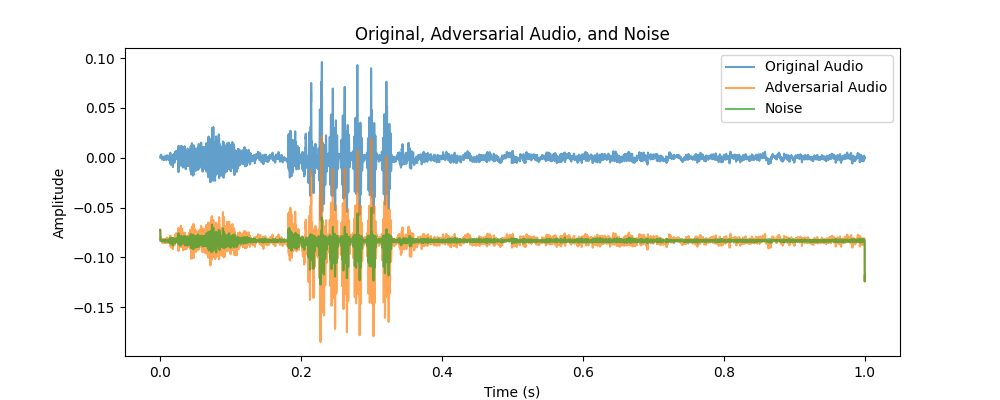 Original, Adversarial Audio, and Noise
Original Audio
Adversarial Audio
Noise
Amplitude
0.10
0.05
0.00
−0.05
−0.10
−0.15
0.0 0.2 0.4 0.6 0.8 1.0
Time (s)